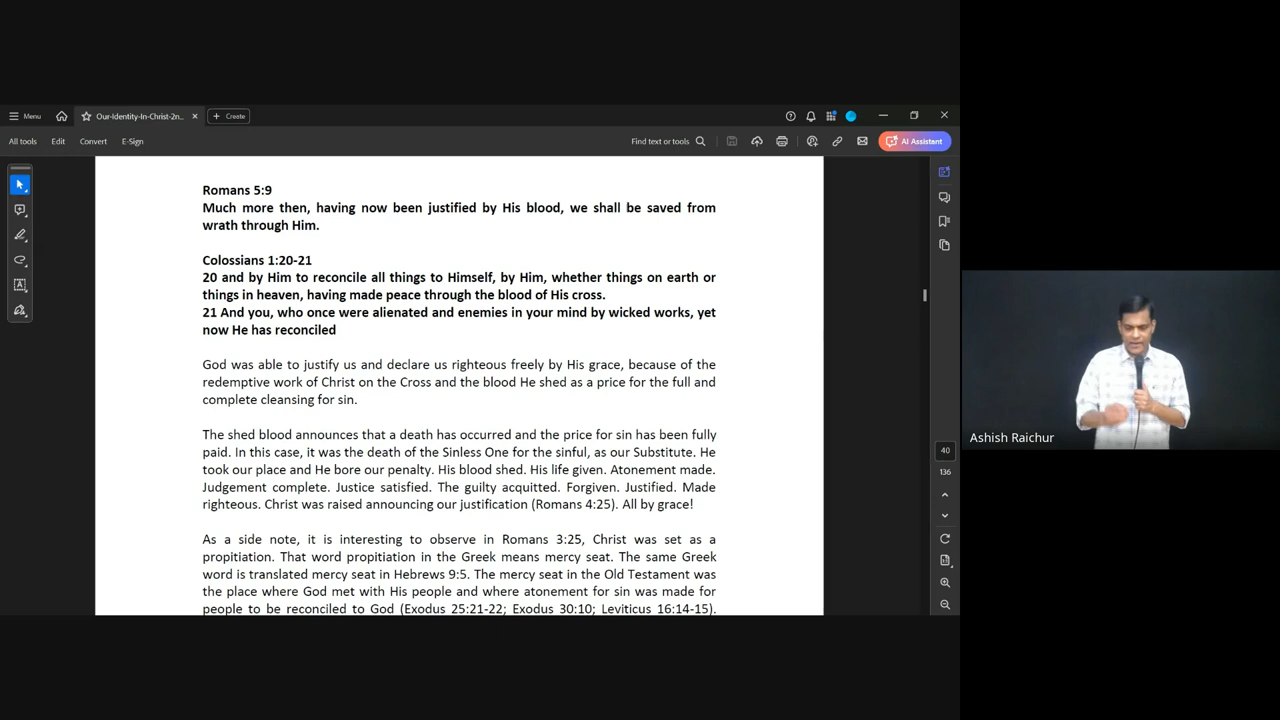 Menu
Our-Identity-In-Christ-2n...
Create
All tools
Edit
Convert
E-Sign
Find text or tools
AI Assistant
Romans 5:9
Much more then, having now been justified by His blood, we shall be saved from
wrath through Him.
Colossians 1:20-21
20 and by Him to reconcile all things to Himself, by Him, whether things on earth or
things in heaven, having made peace through the blood of His cross.
21 And you, who once were alienated and enemies in your mind by wicked works, yet
now He has reconciled
God was able to justify us and declare us righteous freely by His grace, because of the
redemptive work of Christ on the Cross and the blood He shed as a price for the full and
complete cleansing for sin.
The shed blood announces that a death has occurred and the price for sin has been fully
paid. In this case, it was the death of the Sinless One for the sinful, as our Substitute. He
took our place and He bore our penalty. His blood shed. His life given. Atonement made.
Judgement complete. Justice satisfied. The guilty acquitted. Forgiven. Justified. Made
righteous. Christ was raised announcing our justification (Romans 4:25). All by grace!
As a side note, it is interesting to observe in Romans 3:25, Christ was set as a
propitiation. That word propitiation in the Greek means mercy seat. The same Greek
word is translated mercy seat in Hebrews 9:5. The mercy seat in the Old Testament was
the place where God met with His people and where atonement for sin was made for
people to be reconciled to God (Exodus 25:21-22; Exodus 30:10; Leviticus 16:14-15).
40
136
Ashish Raichur